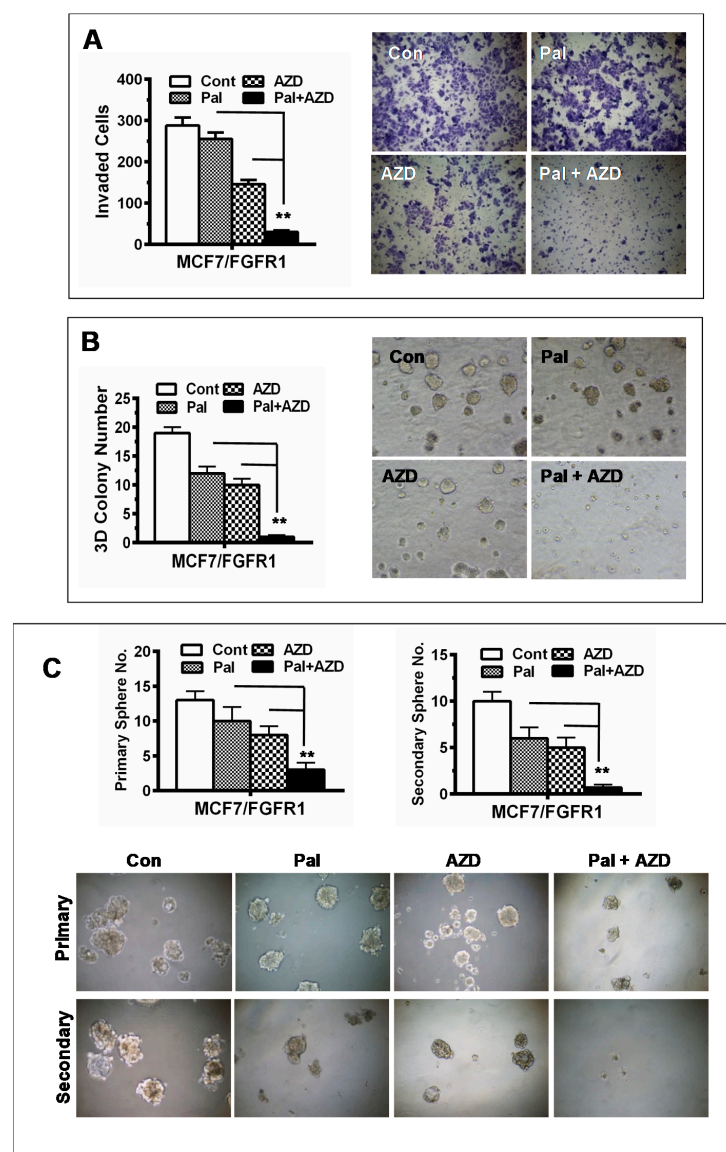 A
Cont AZD
Pal Pal+AZD
400
300
200
100
0
Invaded Cells
**
MCF7/FGFR1
Con
Pal
AZD
Pal + AZD
B
Cont AZD
Pal Pal+AZD
25
20
15
10
5
0
3D Colony Number
**
MCF7/FGFR1
Con
Pal
AZD
Pal + AZD
C
Cont AZD
Pal Pal+AZD
20
15
10
5
0
Primary Sphere No.
**
MCF7/FGFR1
Cont AZD
Pal Pal+AZD
15
10
5
0
Secondary Sphere No.
**
MCF7/FGFR1
Con Pal AZD Pal + AZD
Primary
Secondary